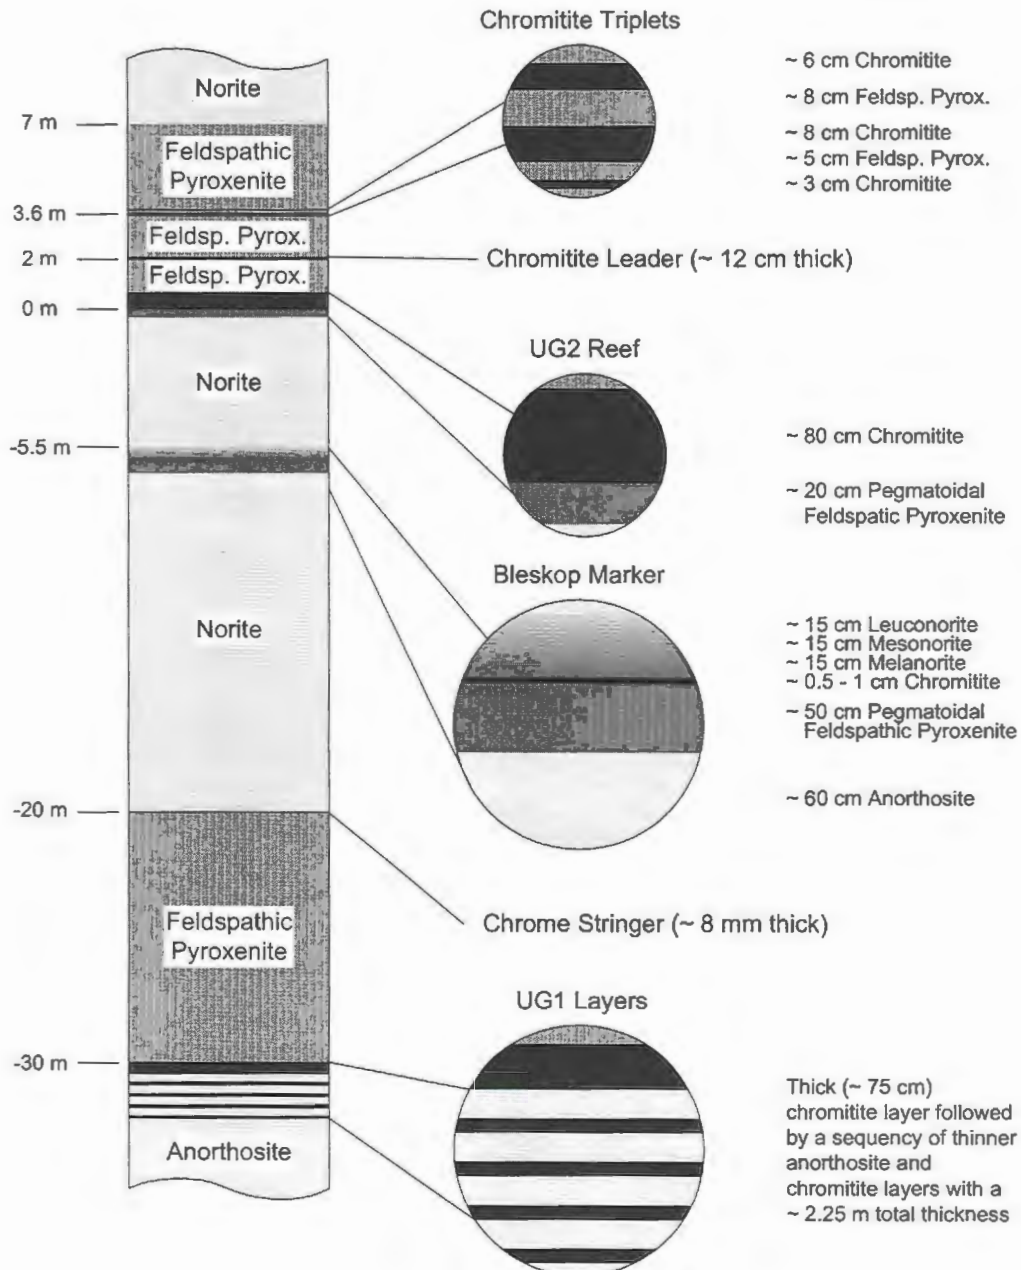 Chromitite Triplets
Norite
7 m
Feldspathic
Pyroxenite
3.6 m
Feldsp. Pyrox.
2 m
Feldsp. Pyrox.
0 m
~ 6 cm Chromitite
~ 8 cm Feldsp. Pyrox.
~ 8 cm Chromitite
~ 5 cm Feldsp. Pyrox.
~ 3 cm Chromitite
Chromitite Leader (~ 12 cm thick)
UG2 Reef
Norite
-5.5 m
~ 80 cm Chromitite
~ 20 cm Pegmatoidal
Feldspatic Pyroxenite
Bleskop Marker
Norite
~ 15 cm Leuconorite
~ 15 cm Mesonorite
~ 15 cm Melanorite
~ 0.5 - 1 cm Chromitite
~ 50 cm Pegmatoidal
Feldspathic Pyroxenite
~ 60 cm Anorthosite
-20 m
Feldspathic
Pyroxenite
Chrome Stringer (~ 8 mm thick)
UG1 Layers
-30 m
Anorthosite
Thick (~ 75 cm)
chromitite layer followed
by a sequency of thinner
anorthosite and
chromitite layers with a
~ 2.25 m total thickness